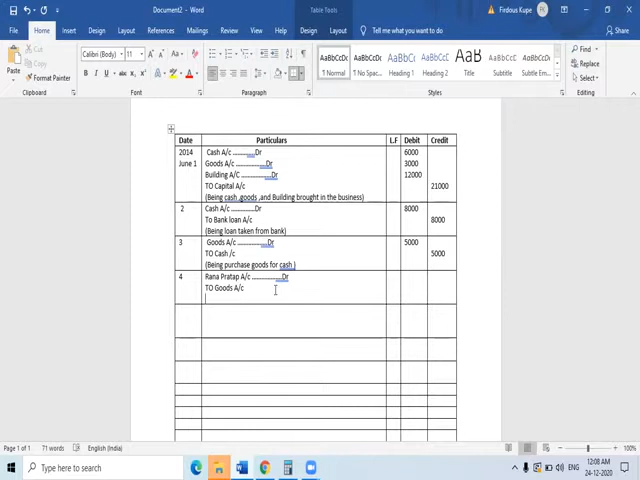 Document2 - Word
Table Tools
Firdous Kupe
FK
File
Home
Insert
Design
Layout
References
Mailings
Review
View
Help
Design
Layout
Tell me what you want to do
Paste
Cut
Copy
Format Painter
Clipboard
Calibri (Body)
11
Font
Paragraph
AaBbCcDc
¶ Normal
AaBbCcDc
¶ No Spac...
AaBbCc
Heading 1
AaBbCcD
Heading 2
AaB
Title
AaBbCcD
Subtitle
AaBbCcDc
Subtle Em...
Styles
Find
Replace
Select
Editing
Date Particulars L.F Debit Credit
2014 Cash A/c ............Dr 6000
June 1 Goods A/c ................Dr 3000
Building A/C ................Dr 12000
TO Capital A/c 21000
(Being cash ,goods ,and Building brought in the business)
2 Cash A/c ............Dr 8000
To Bank loan A/c 8000
(Being loan taken from bank)
3 Goods A/c ................Dr 5000
TO Cash /c 5000
(Being purchase goods for cash )
4 Rana Pratap A/c ................Dr
TO Goods A/c
Page 1 of 1
71 words
English (India)
100%
Type here to search
ENG
12:08 AM
24-12-2020